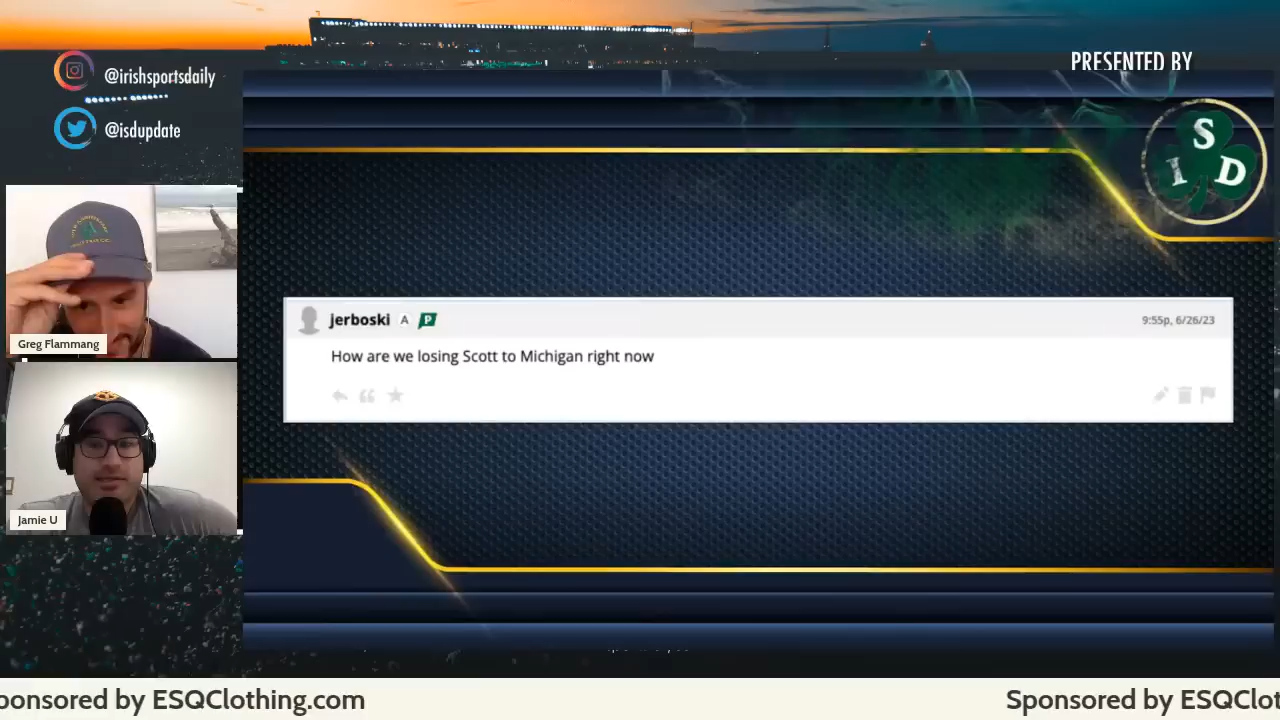 PRESENTED BY
@irishsportsdaily
@isdupdate
I S D
jerboski A P
9:55p, 6/26/23
How are we losing Scott to Michigan right now
Greg Flammang
Jamie U
ponsored by ESQClothing.com
Sponsored by ESQClot